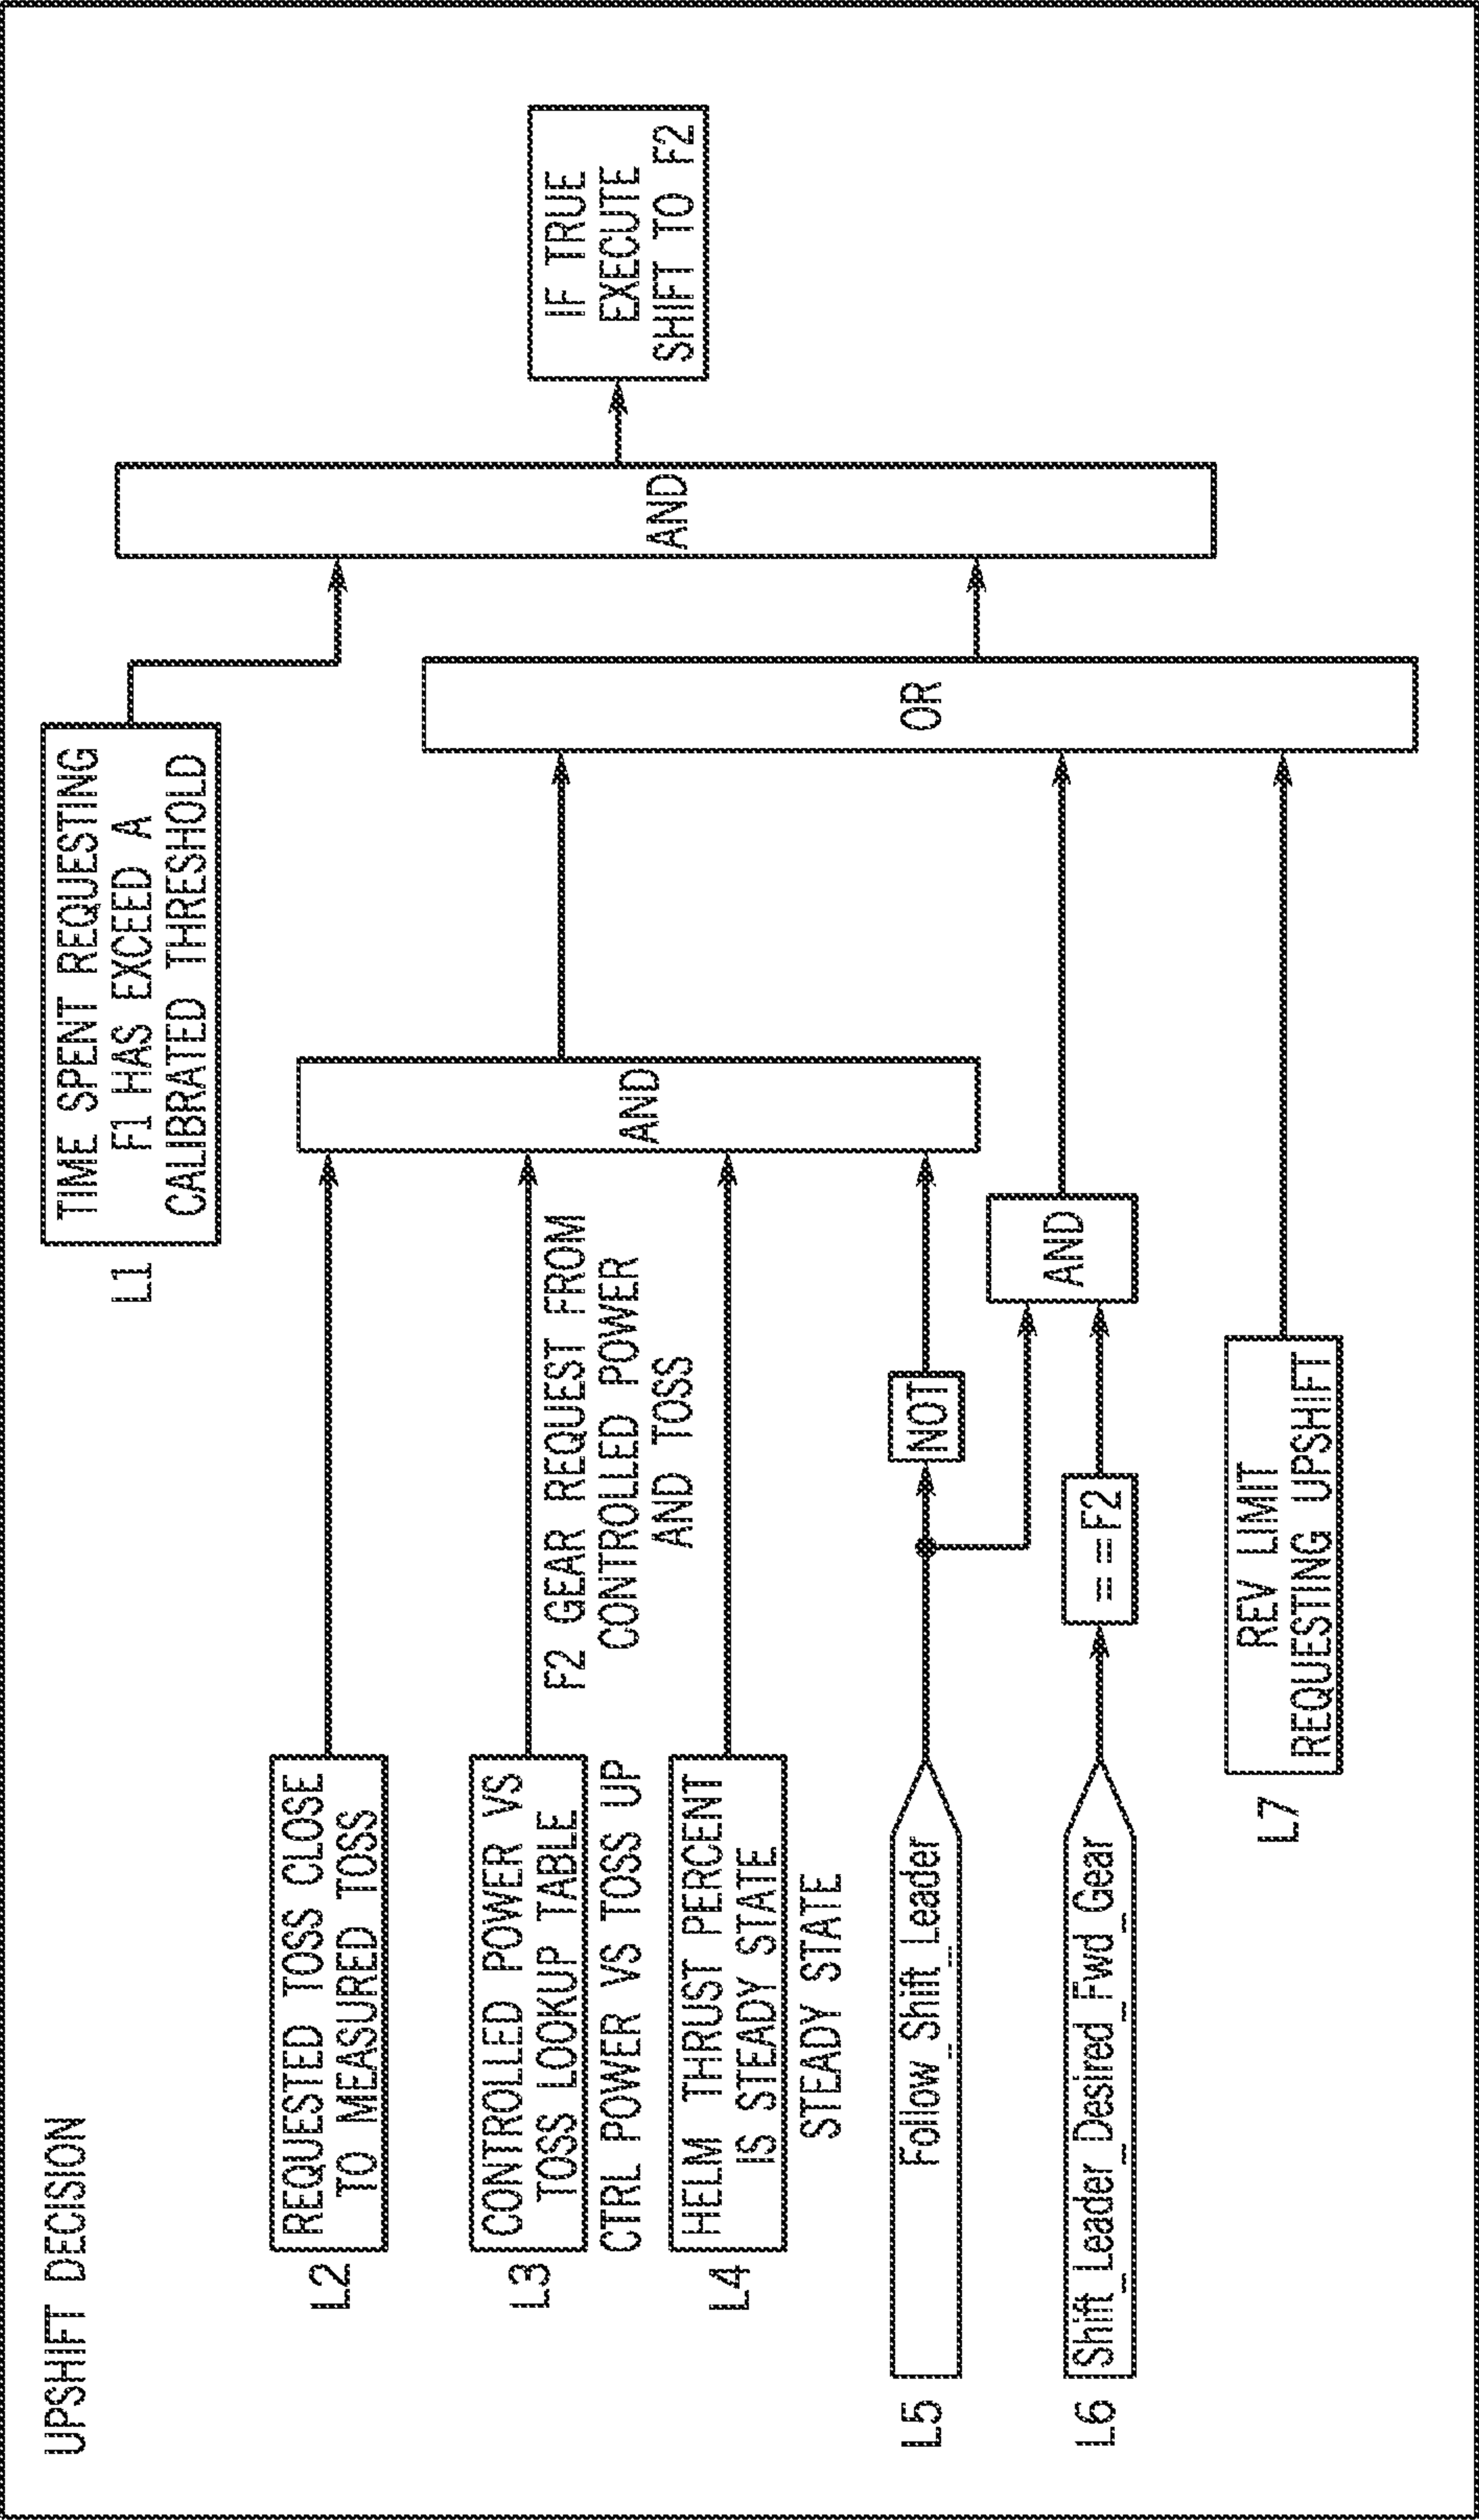 UPSHIFT DECISION
L1
TIME SPENT REQUESTING
F1 HAS EXCEED A
CALIBRATED THRESHOLD
L2
REQUESTED TOSS CLOSE
TO MEASURED TOSS
L3
CONTROLLED POWER VS
TOSS LOOKUP TABLE
CTRL POWER VS TOSS UP
F2 GEAR REQUEST FROM
CONTROLLED POWER
AND TOSS
L4
HELM THRUST PERCENT
IS STEADY STATE
STEADY STATE
L5
Follow_Shift_Leader
NOT
AND
L6
Shift_Leader_Desired_Fwd_Gear
==F2
AND
L7
REV LIMIT
REQUESTING UPSHIFT
OR
AND
IF TRUE
EXECUTE
SHIFT TO F2